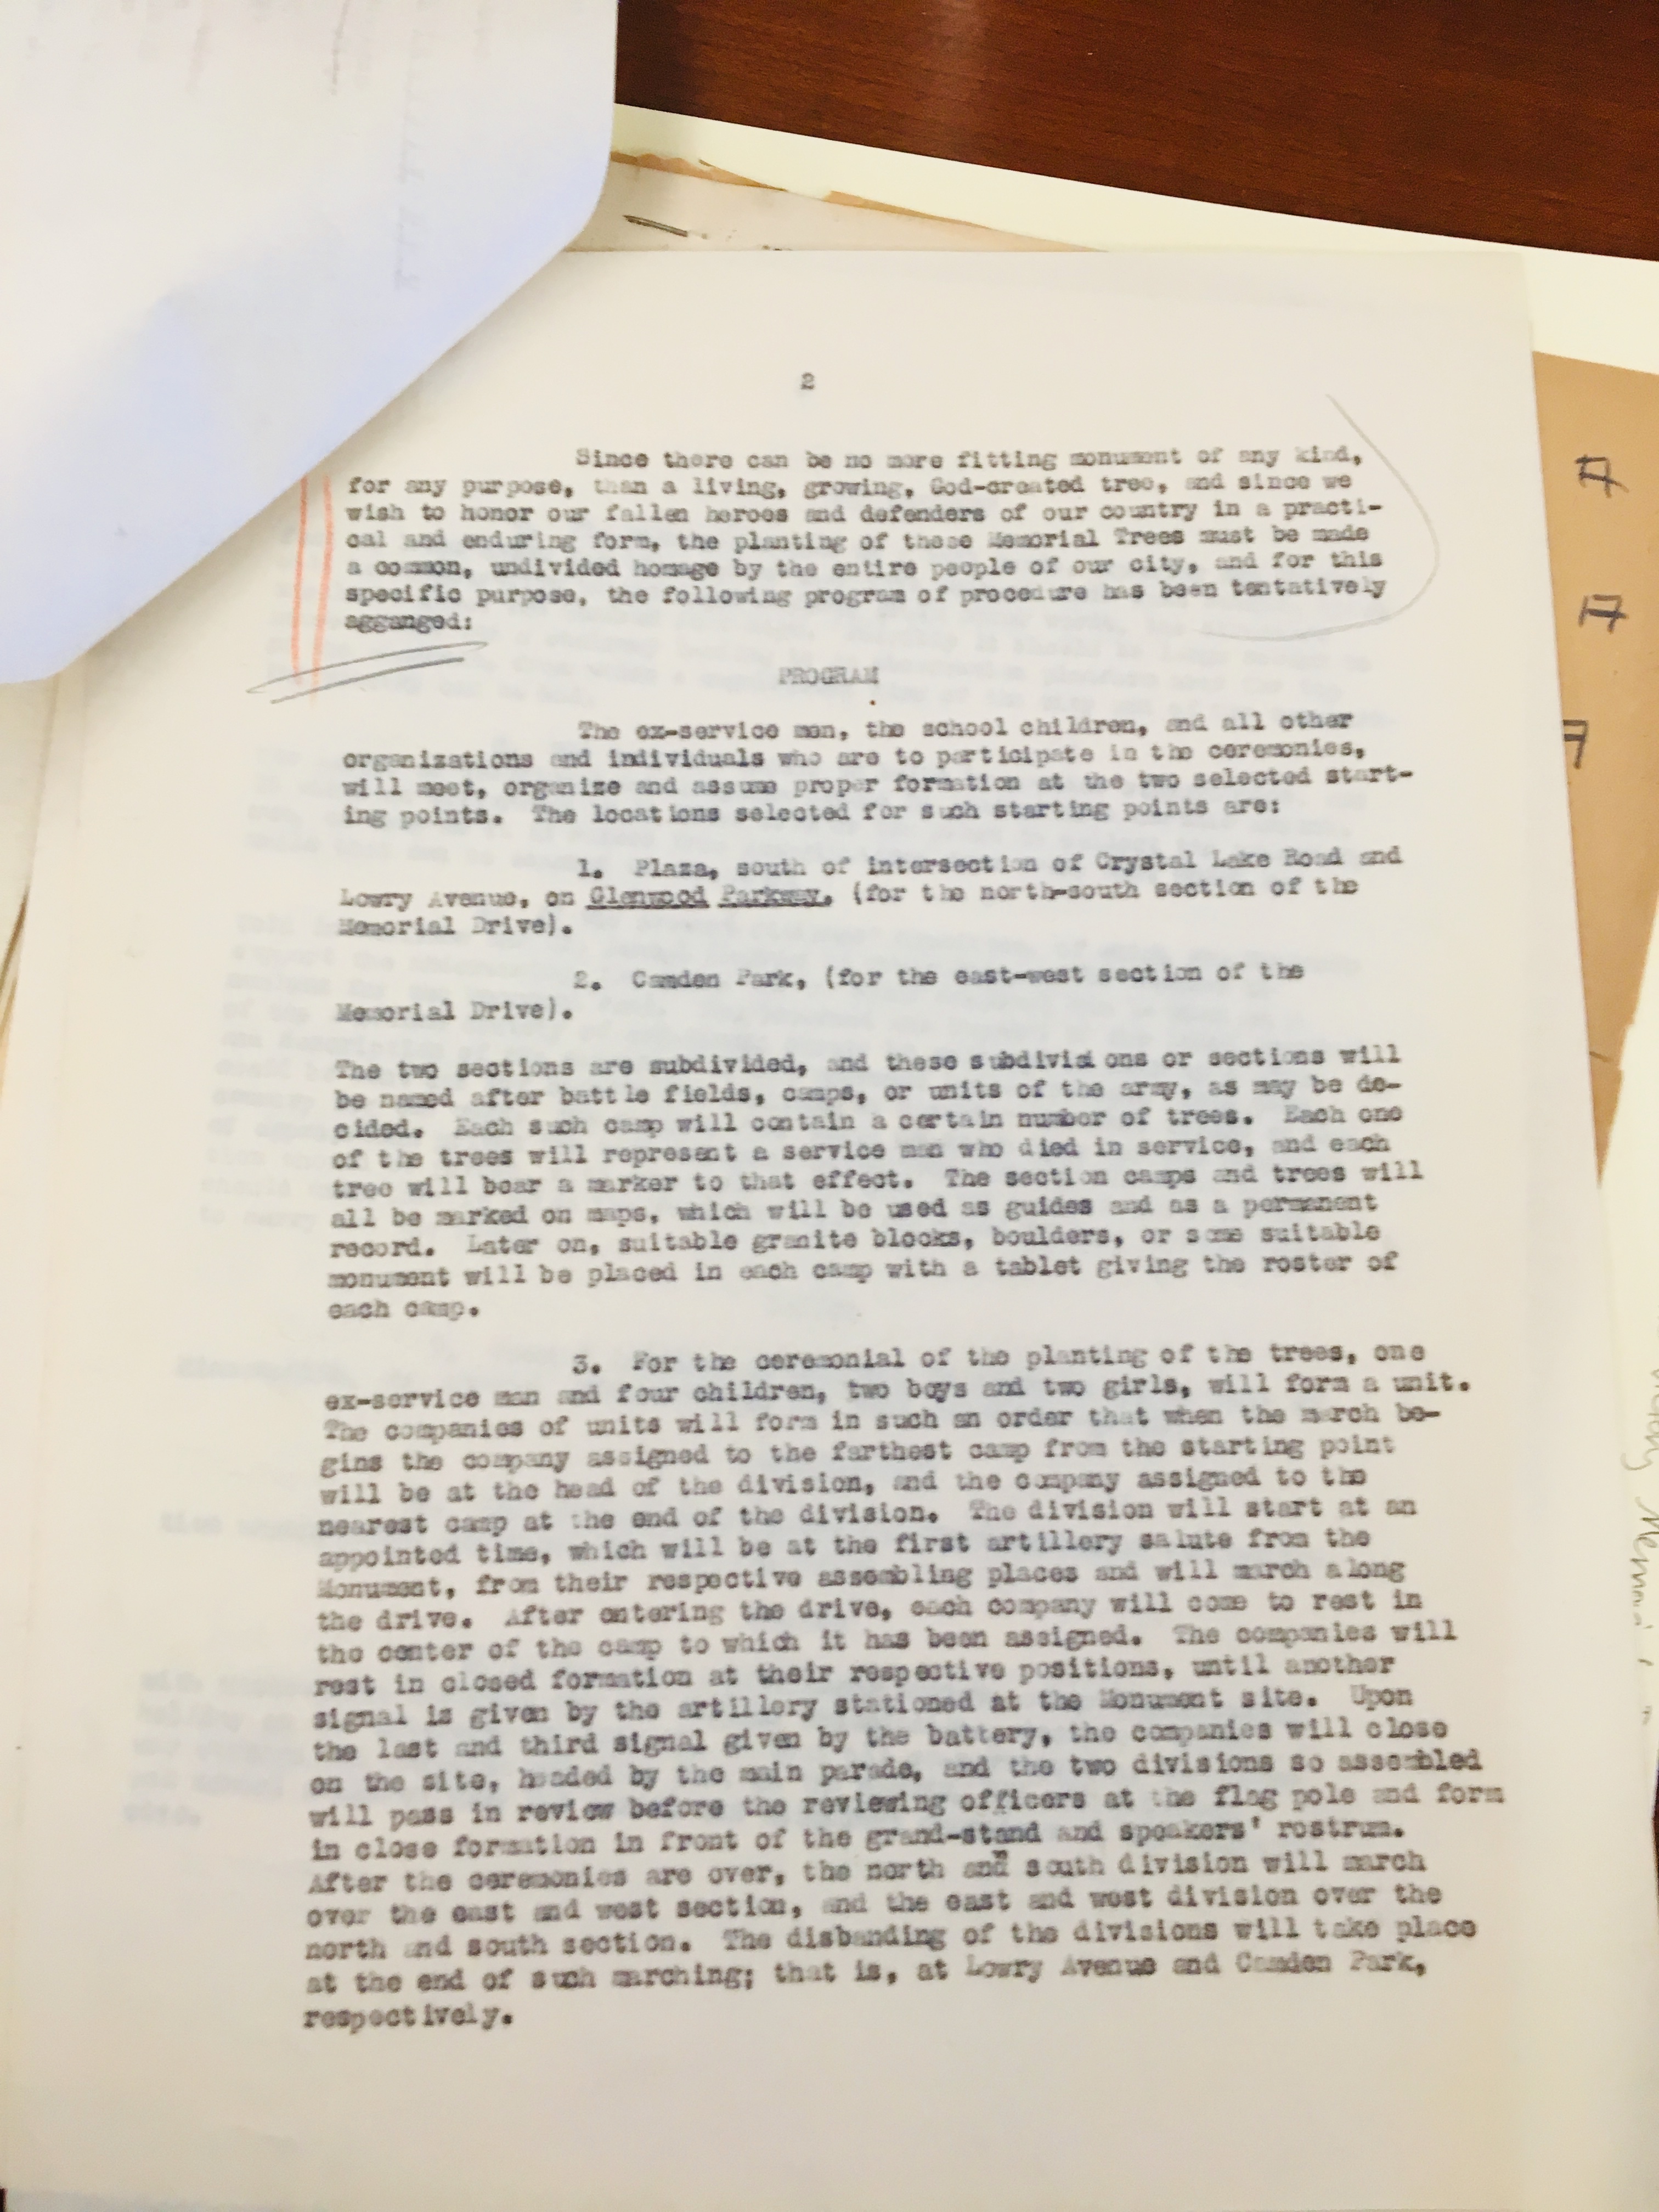 2
Since there can be no more fitting monument of any kind,
for any purpose, than a living, growing, God-created tree, and since we
wish to honor our fallen heroes and defenders of our country in a practi-
cal and enduring form, the planting of these Memorial Trees must be made
a common, undivided homage by the entire people of our city, and for this
specific purpose, the following program of procedure has been tentatively
agganged:
PROGRAM
The ex-service men, the school children, and all other
organizations and individuals who are to participate in the ceremonies,
will meet, organize and assume proper formation at the two selected start-
ing points. The locations selected for such starting points are:
1. Plaza, south of intersection of Crystal Lake Road and
Lowry Avenue, on Glenwood Parkway, (for the north-south section of the
Memorial Drive).
2. Camden Park, (for the east-west section of the
Memorial Drive).
The two sections are subdivided, and these subdivisions or sections will
be named after battle fields, camps, or units of the army, as may be de-
cided. Each such camp will contain a certain number of trees. Each one
of the trees will represent a service man who died in service, and each
tree will bear a marker to that effect. The section camps and trees will
all be marked on maps, which will be used as guides and as a permanent
record. Later on, suitable granite blocks, boulders, or some suitable
monument will be placed in each camp with a tablet giving the roster of
each camp.
3. For the ceremonial of the planting of the trees, one
ex-service man and four children, two boys and two girls, will form a unit.
The companies of units will form in such an order that when the march be-
gins the company assigned to the farthest camp from the starting point
will be at the head of the division, and the company assigned to the
nearest camp at the end of the division. The division will start at an
appointed time, which will be at the first artillery salute from the
Monument, from their respective assembling places and will march along
the drive. After entering the drive, each company will come to rest in
the center of the camp to which it has been assigned. The companies will
rest in closed formation at their respective positions, until another
signal is given by the artillery stationed at the Monument site. Upon
the last and third signal given by the battery, the companies will close
on the site, headed by the main parade, and the two divisions so assembled
will pass in review before the reviewing officers at the flag pole and form
in close formation in front of the grand-stand and speakers' rostrum.
After the ceremonies are over, the north and south division will march
over the east and west section, and the east and west division over the
north and south section. The disbanding of the divisions will take place
at the end of such marching; that is, at Lowry Avenue and Camden Park,
respectively.